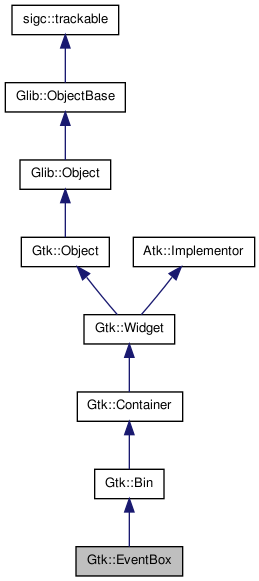 sigc::trackable
Glib::ObjectBase
Glib::Object
Gtk::Object
Atk::Implementor
Gtk::Widget
Gtk::Container
Gtk::Bin
Gtk::EventBox